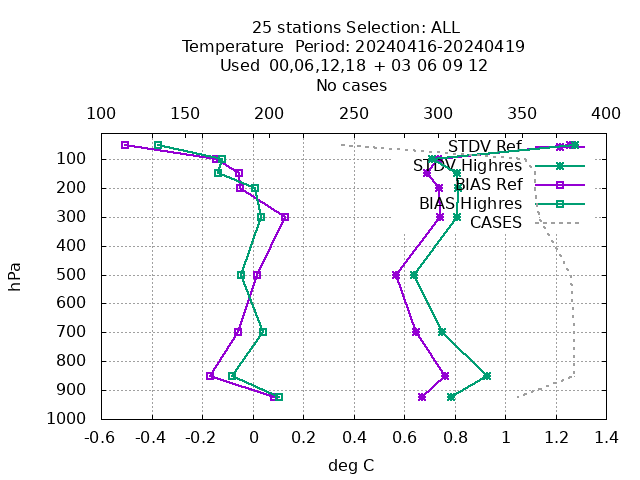 25 stations Selection: ALL
Temperature  Period: 20240416-20240419
Used  00,06,12,18  + 03 06 09 12
No cases
100 150 200 250 300 350 400
STDV Ref
STDV Highres
BIAS Ref
BIAS Highres
CASES
hPa
100
200
300
400
500
600
700
800
900
1000
-0.6 -0.4 -0.2 0 0.2 0.4 0.6 0.8 1 1.2 1.4
deg C